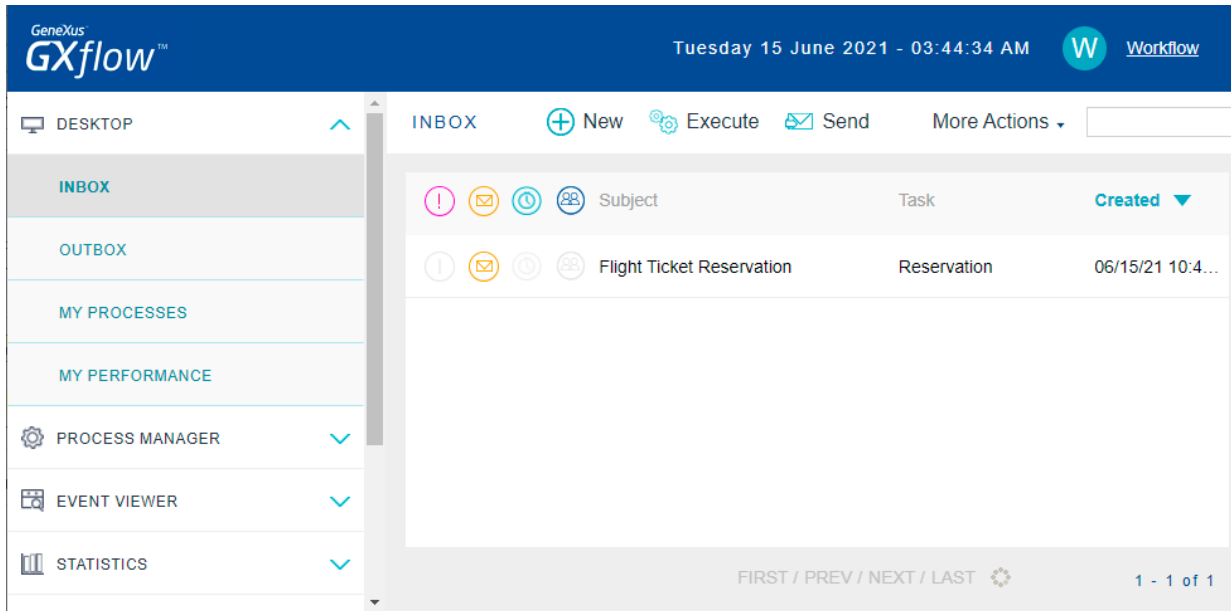 GeneXus™
GXflow™
Tuesday 15 June 2021 - 03:44:34 AM
W
Workflow
DESKTOP
INBOX
OUTBOX
MY PROCESSES
MY PERFORMANCE
PROCESS MANAGER
EVENT VIEWER
STATISTICS
INBOX
New
Execute
Send
More Actions
Subject
Task
Created
Flight Ticket Reservation
Reservation
06/15/21 10:4...
FIRST / PREV / NEXT / LAST
1 - 1 of 1